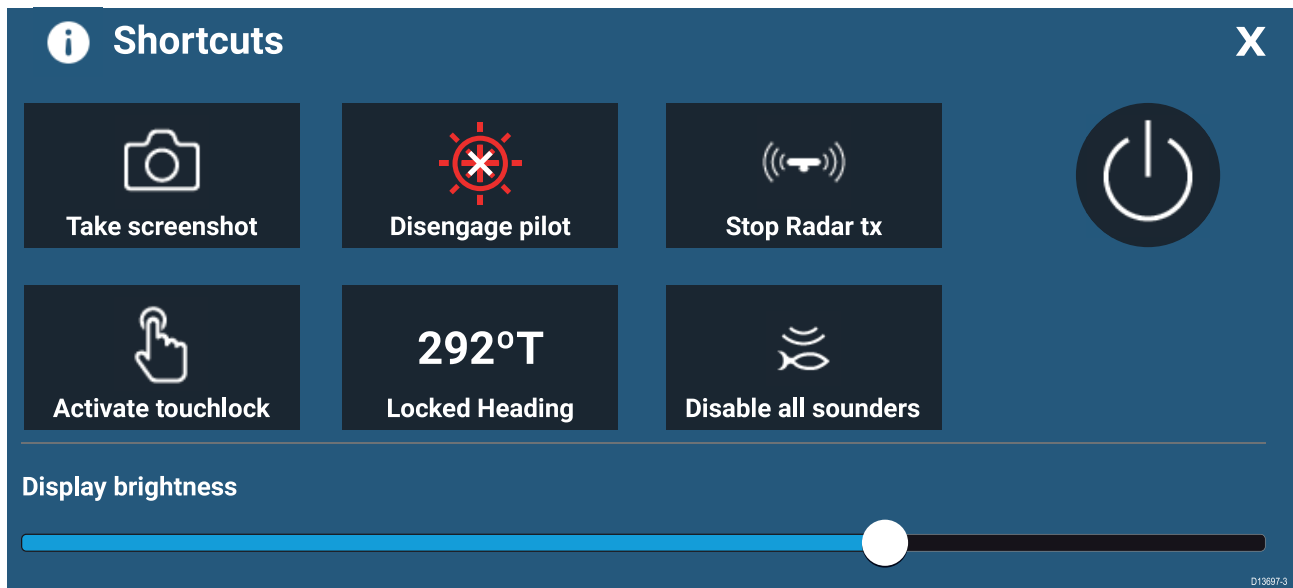 Shortcuts
X
Take screenshot
Disengage pilot
Stop Radar tx
Activate touchlock
292°T
Locked Heading
Disable all sounders
Display brightness
D13697-3